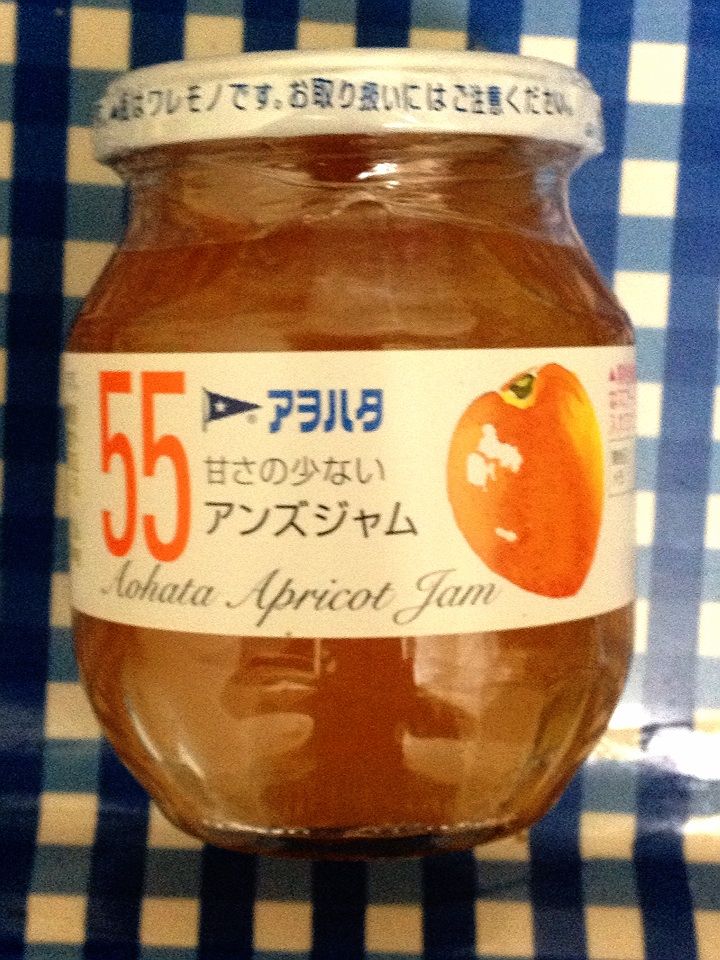 はワレモノです。お取り扱いにはご注意ください。
55
アヲハタ
甘さの少ない
アンズジャム
Aohata Apricot Jam